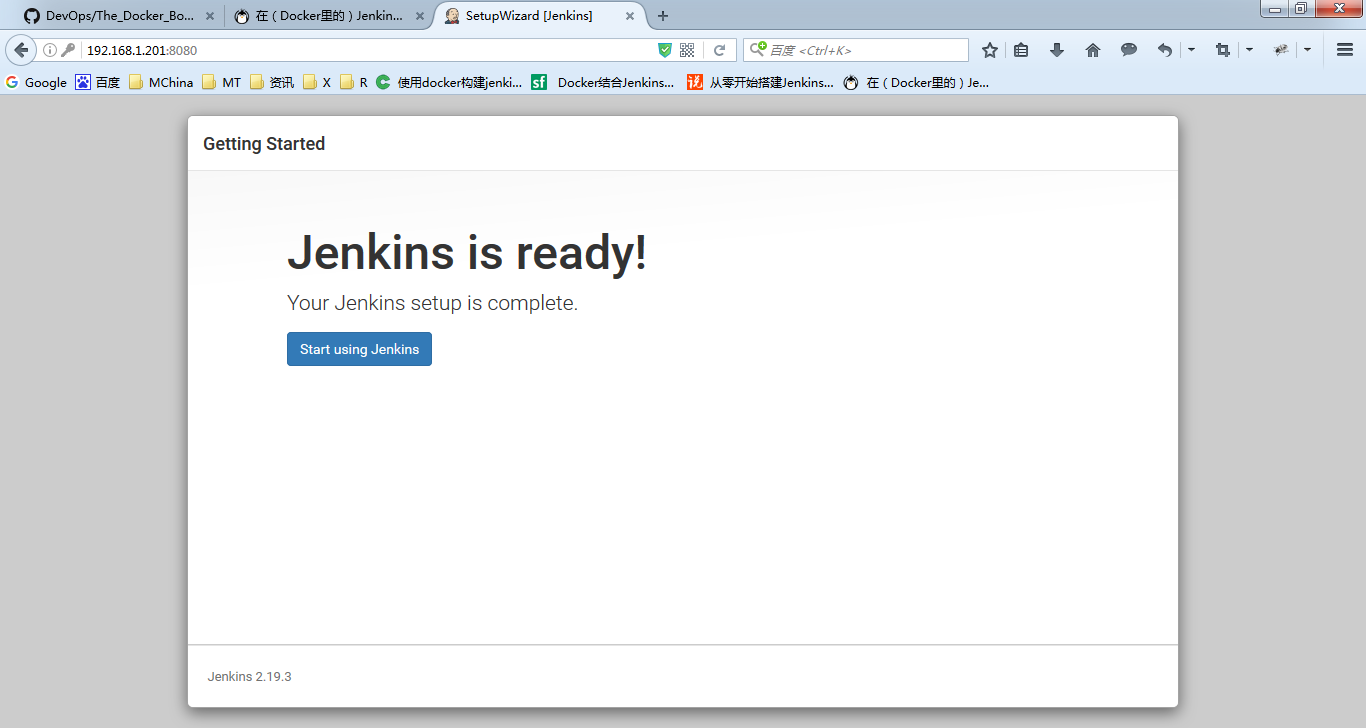 DevOps/The_Docker_Bo...
在（Docker里的）Jenkin...
SetupWizard [Jenkins]
192.168.1.201:8080
百度 <Ctrl+K>
Google
百度
MChina
MT
资讯
X
R
使用docker构建jenki...
sf
Docker结合Jenkins...
从零开始搭建Jenkins...
在（Docker里的）Je...
Getting Started
Jenkins is ready!
Your Jenkins setup is complete.
Start using Jenkins
Jenkins 2.19.3